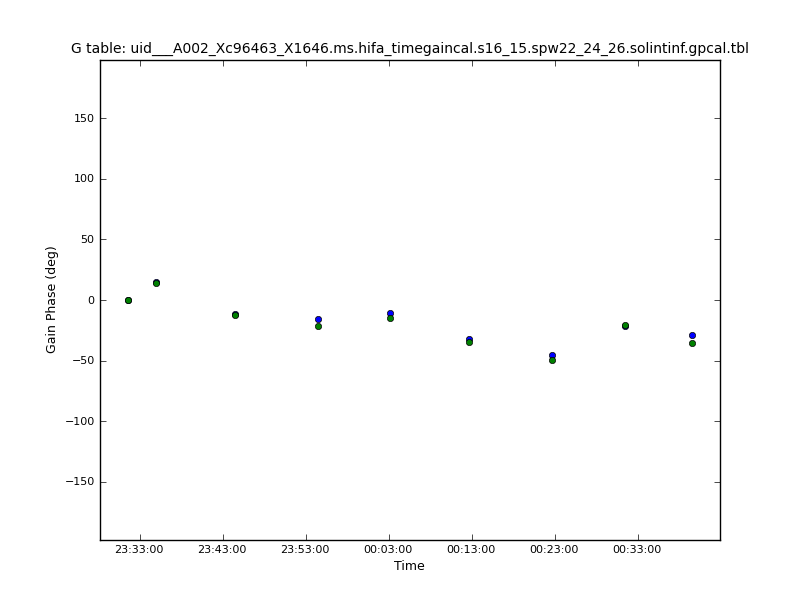 G table: uid___A002_Xc96463_X1646.ms.hifa_timegaincal.s16_15.spw22_24_26.solintinf.gpcal.tbl
150
100
50
0
−50
−100
−150
Gain Phase (deg)
23:33:00 23:43:00 23:53:00 00:03:00 00:13:00 00:23:00 00:33:00
Time